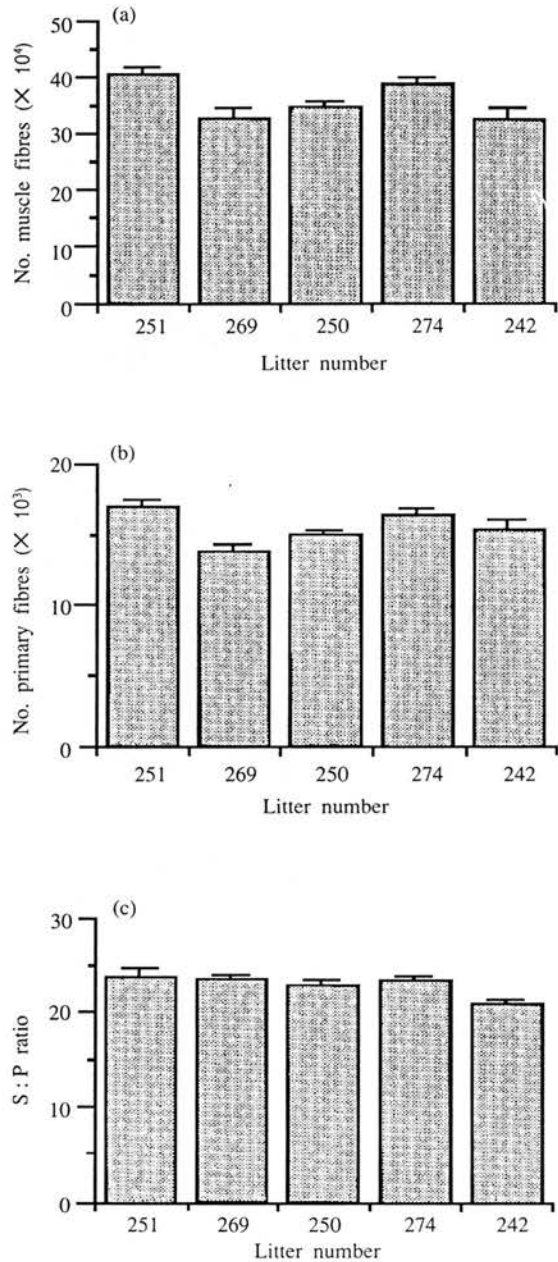 (a)
No. muscle fibres (× 10⁴)
50
40
30
20
10
0
251 269 250 274 242
Litter number
(b)
No. primary fibres (× 10³)
20
10
0
251 269 250 274 242
Litter number
(c)
S : P ratio
30
20
10
0
251 269 250 274 242
Litter number